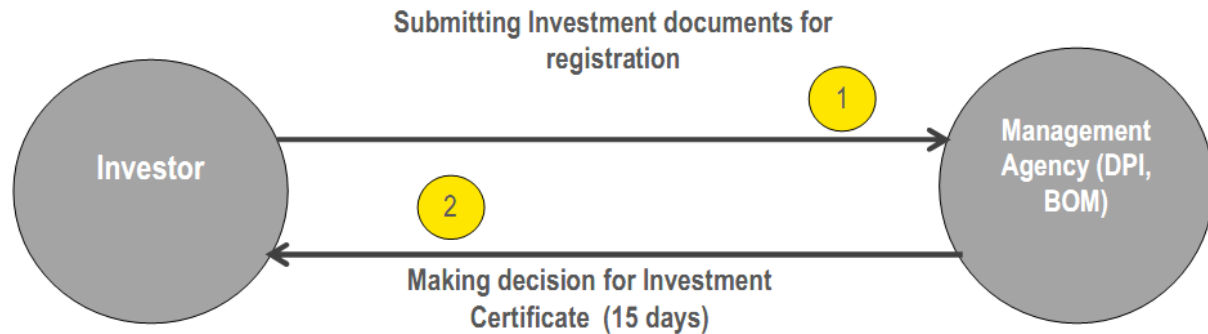 Submitting Investment documents for
registration
1
Investor
Management
Agency (DPI,
BOM)
2
Making decision for Investment
Certificate (15 days)